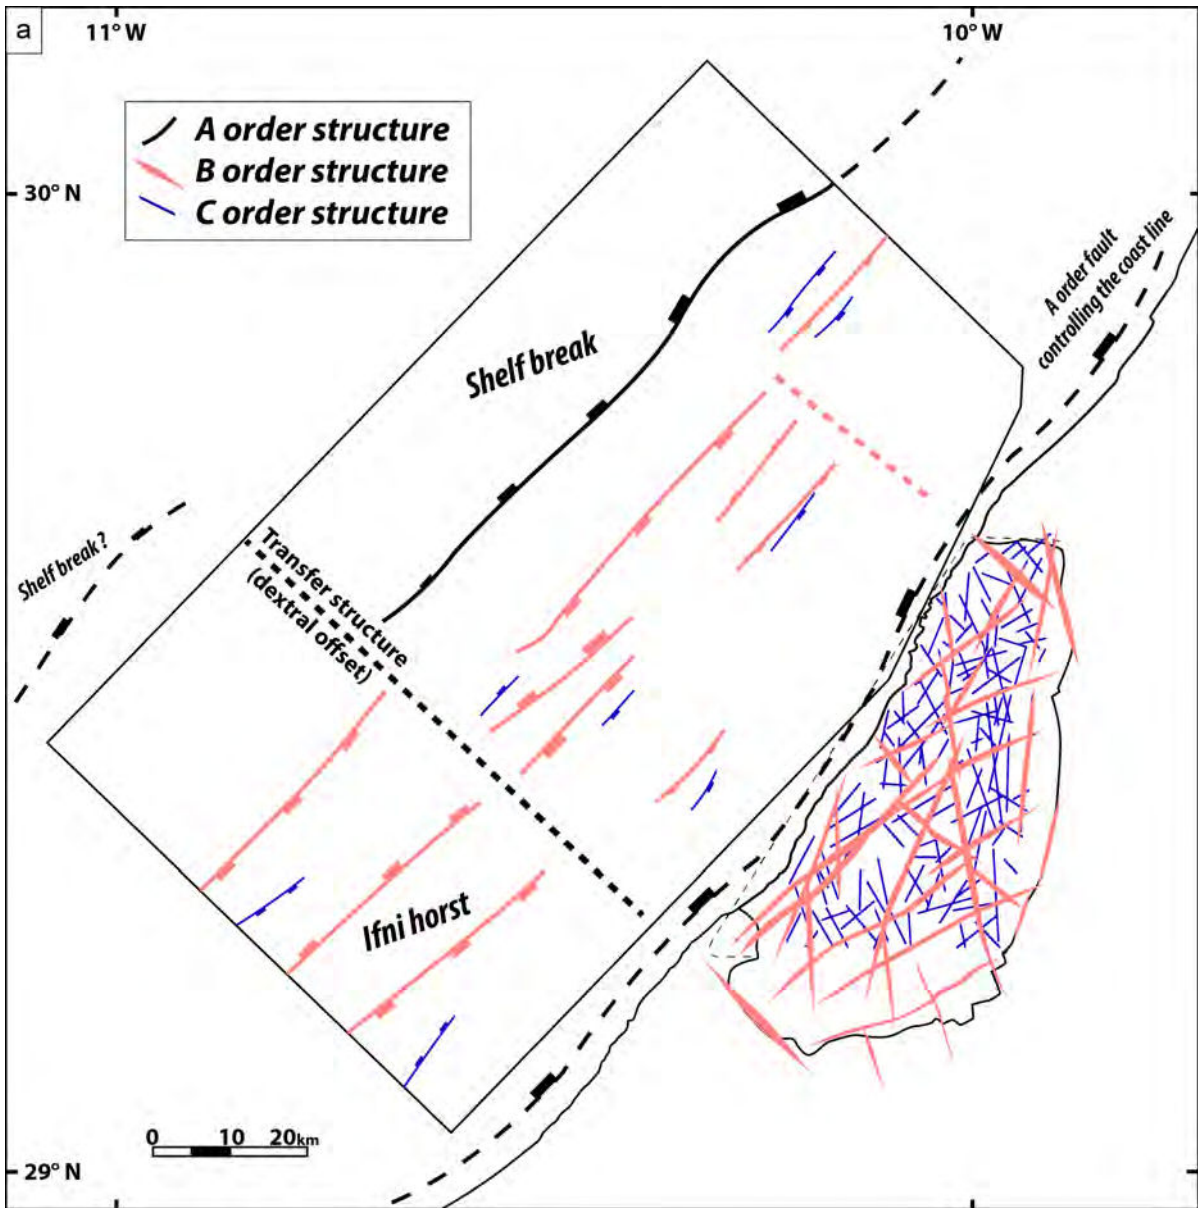 a
11° W
10° W
A order structure
B order structure
C order structure
30° N
A order fault
controlling the coast line
Shelf break
Shelf break?
Transfer structure
(dextral offset)
Ifni horst
0 10 20km
29° N